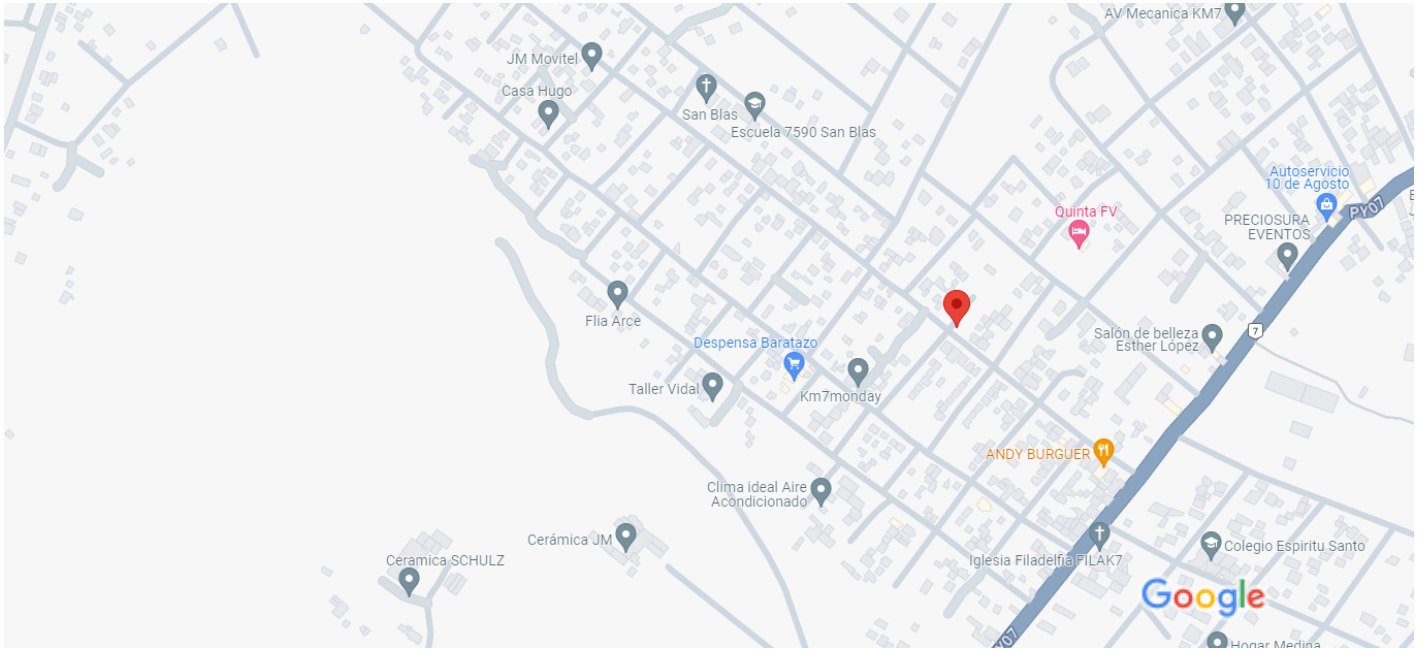 AV Mecanica KM7
JM Movitel
Casa Hugo
San Blas
Escuela 7590 San Blas
Autoservicio
10 de Agosto
PY07
Quinta FV
PRECIOSURA
EVENTOS
Flia Arce
7
Salón de belleza
Esther López
Despensa Baratazo
Taller Vidal
Km7monday
ANDY BURGUER
Clima ideal Aire
Acondicionado
Cerámica JM
Ceramica SCHULZ
Iglesia Filadelfia FILAK7
Colegio Espiritu Santo
Google
Hogar Medina